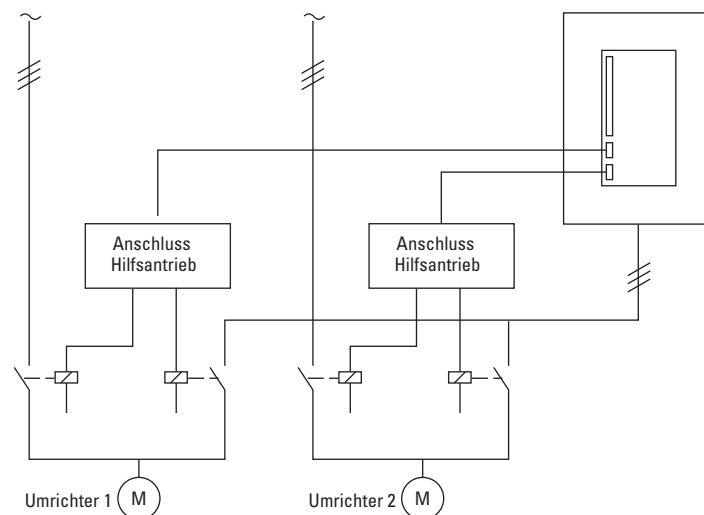 Anschluss
Hilfsantrieb
Anschluss
Hilfsantrieb
Umrichter 1 M
Umrichter 2 M